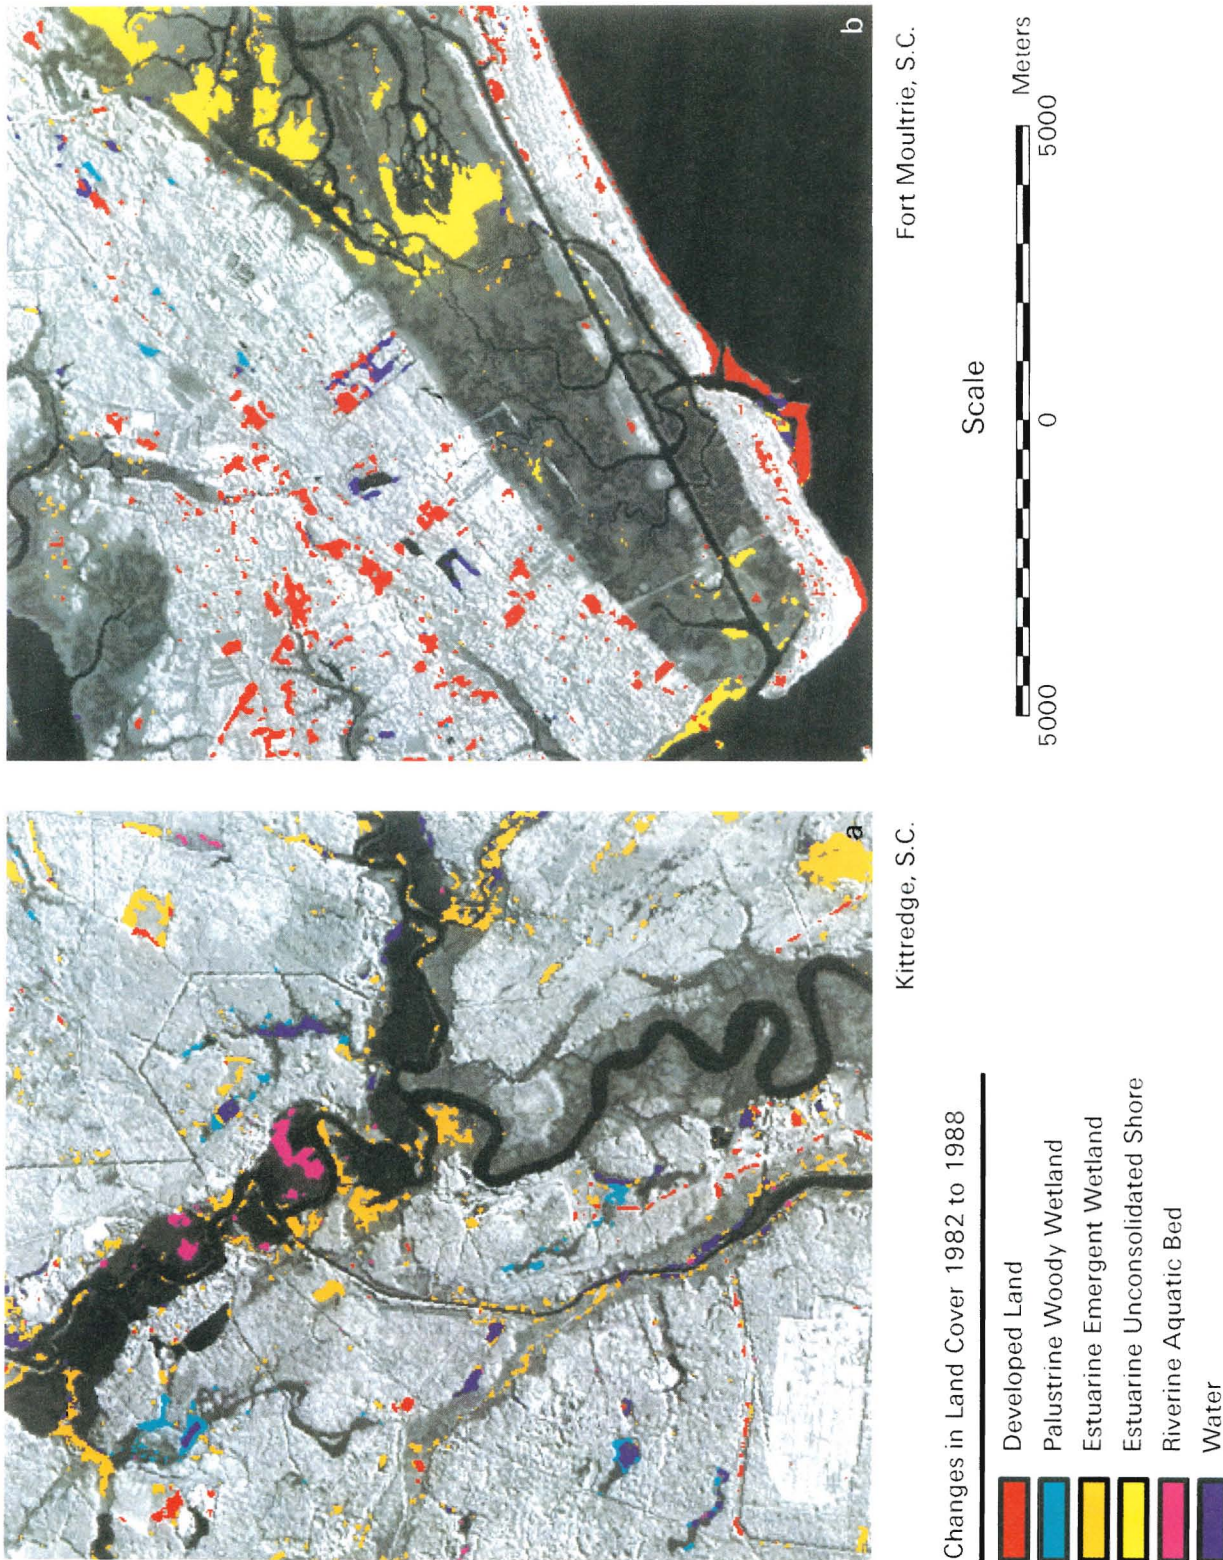 a
Kittredge, S.C.
b
Fort Moultrie, S.C.
Changes in Land Cover 1982 to 1988
Developed Land
Palustrine Woody Wetland
Estuarine Emergent Wetland
Estuarine Unconsolidated Shore
Riverine Aquatic Bed
Water
Scale
5000 0 5000 Meters